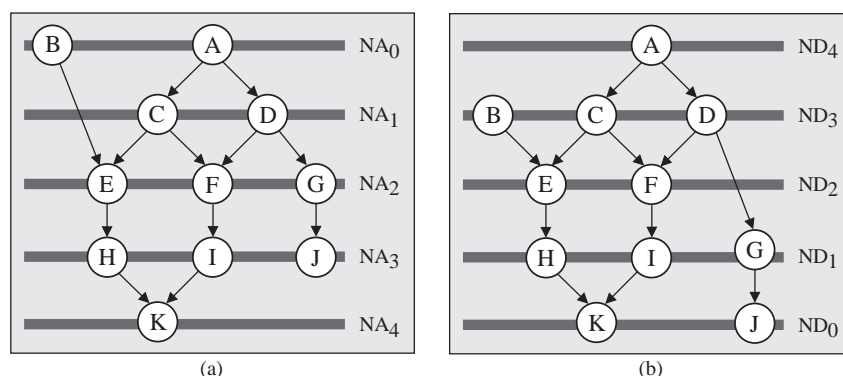 B A NA0
C D NA1
E F G NA2
H I J NA3
K NA4
(a)
A ND4
B C D ND3
E F ND2
H I G ND1
K J ND0
(b)